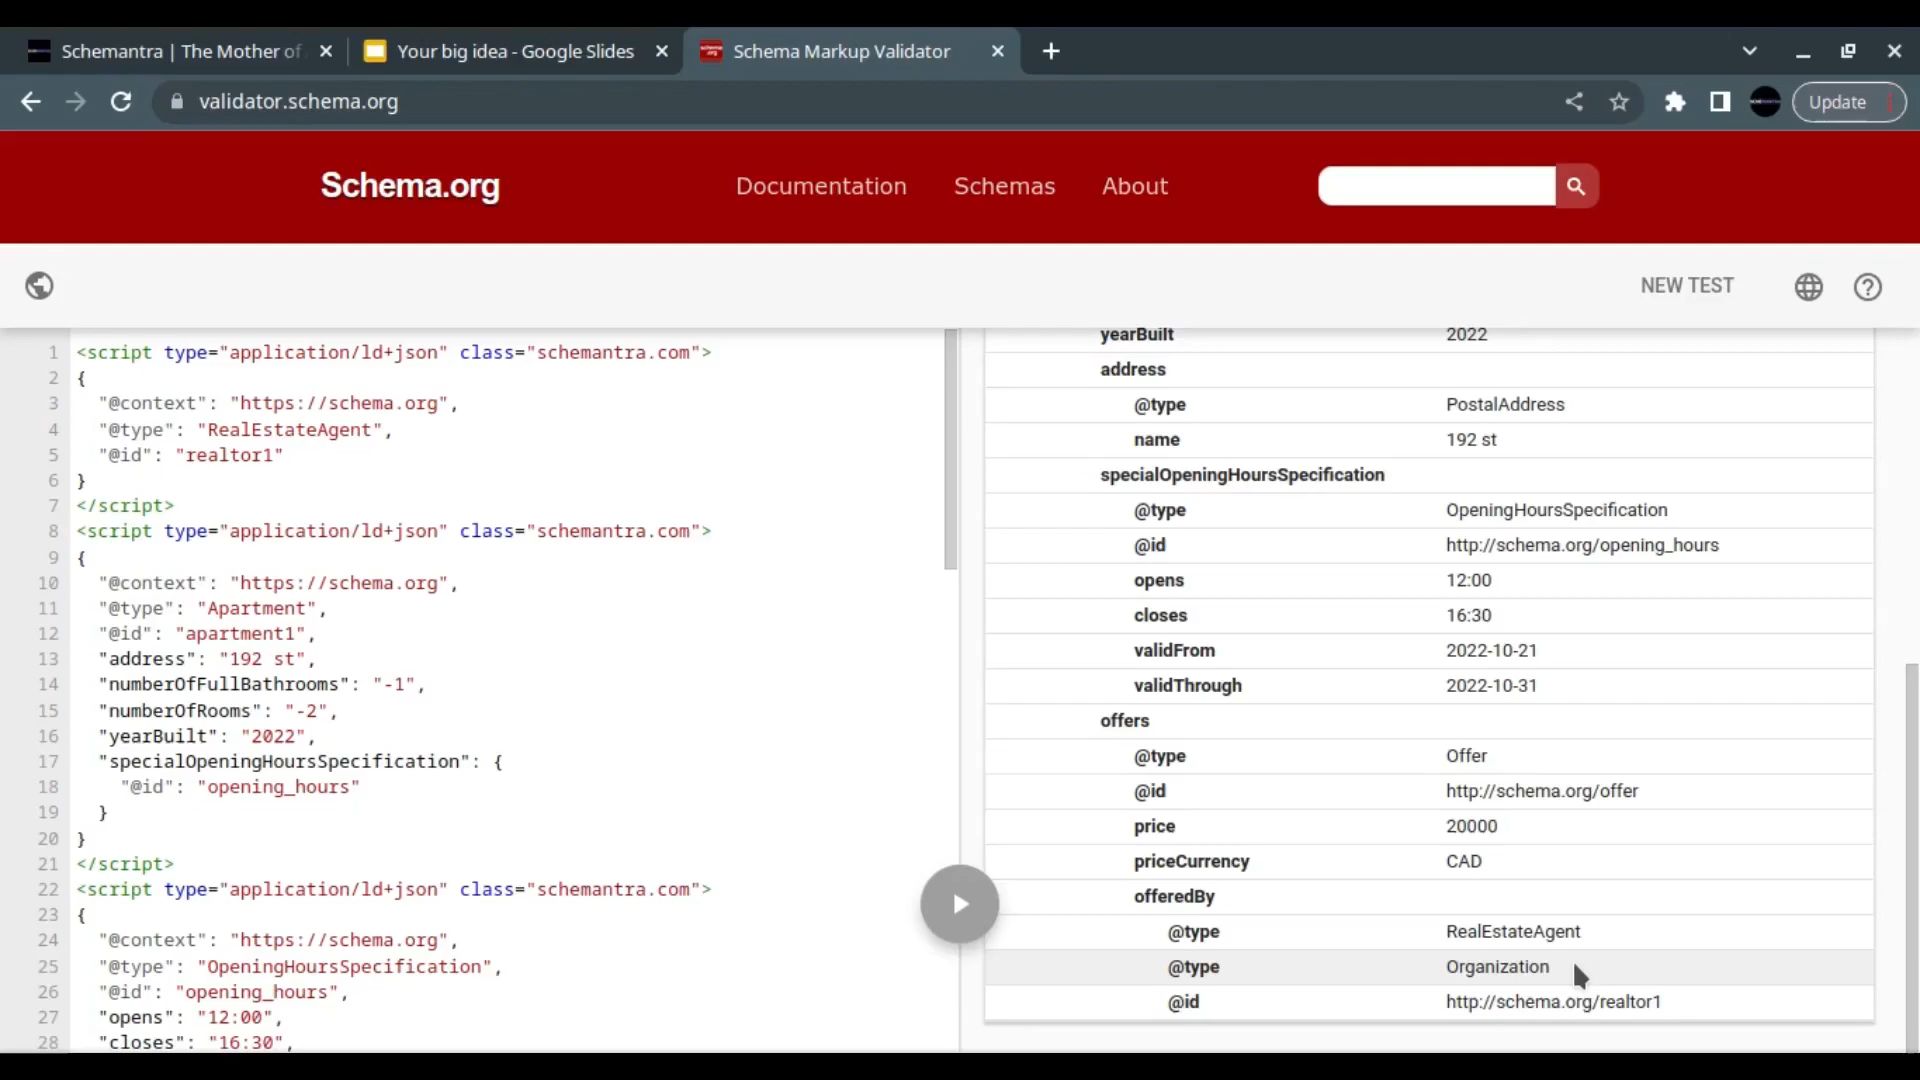 Schemantra | The Mother of
Your big idea - Google Slides
Schema Markup Validator
validator.schema.org
Update
Schema.org
Documentation
Schemas
About
NEW TEST
1 <script type="application/ld+json" class="schemantra.com">
2 {
3 "@context": "https://schema.org",
4 "@type": "RealEstateAgent",
5 "@id": "realtor1"
6 }
7 </script>
8 <script type="application/ld+json" class="schemantra.com">
9 {
10 "@context": "https://schema.org",
11 "@type": "Apartment",
12 "@id": "apartment1",
13 "address": "192 st",
14 "numberOfFullBathrooms": "-1",
15 "numberOfRooms": "-2",
16 "yearBuilt": "2022",
17 "specialOpeningHoursSpecification": {
18 "@id": "opening_hours"
19 }
20 }
21 </script>
22 <script type="application/ld+json" class="schemantra.com">
23 {
24 "@context": "https://schema.org",
25 "@type": "OpeningHoursSpecification",
26 "@id": "opening_hours",
27 "opens": "12:00",
28 "closes": "16:30",
yearBuilt 2022
address
@type PostalAddress
name 192 st
specialOpeningHoursSpecification
@type OpeningHoursSpecification
@id http://schema.org/opening_hours
opens 12:00
closes 16:30
validFrom 2022-10-21
validThrough 2022-10-31
offers
@type Offer
@id http://schema.org/offer
price 20000
priceCurrency CAD
offeredBy
@type RealEstateAgent
@type Organization
@id http://schema.org/realtor1